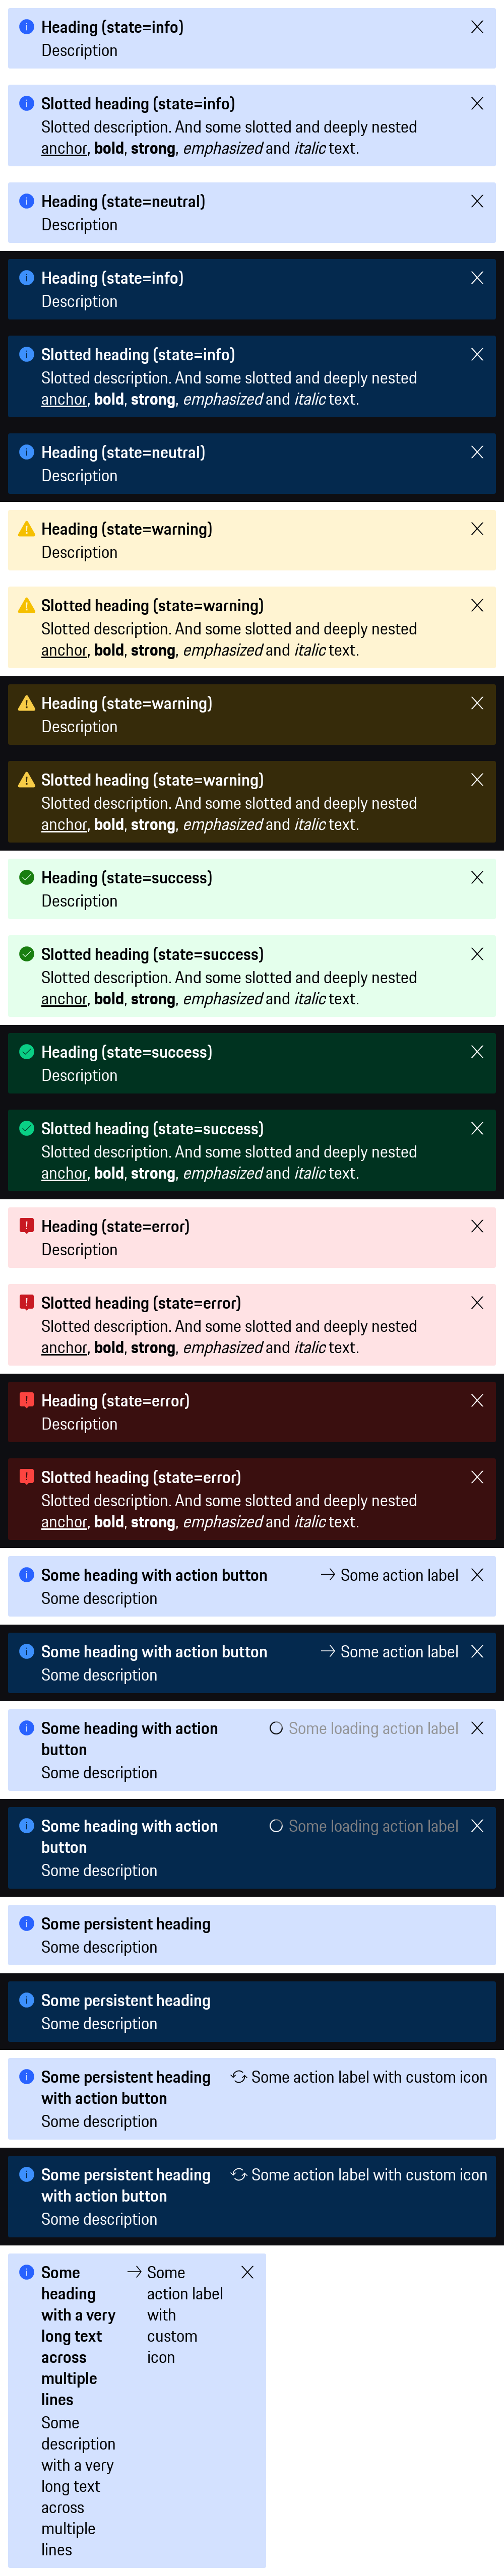 Heading (state=info)
Description
Slotted heading (state=info)
Slotted description. And some slotted and deeply nested
anchor, bold, strong, emphasized and italic text.
Heading (state=neutral)
Description
Heading (state=info)
Description
Slotted heading (state=info)
Slotted description. And some slotted and deeply nested
anchor, bold, strong, emphasized and italic text.
Heading (state=neutral)
Description
Heading (state=warning)
Description
Slotted heading (state=warning)
Slotted description. And some slotted and deeply nested
anchor, bold, strong, emphasized and italic text.
Heading (state=warning)
Description
Slotted heading (state=warning)
Slotted description. And some slotted and deeply nested
anchor, bold, strong, emphasized and italic text.
Heading (state=success)
Description
Slotted heading (state=success)
Slotted description. And some slotted and deeply nested
anchor, bold, strong, emphasized and italic text.
Heading (state=success)
Description
Slotted heading (state=success)
Slotted description. And some slotted and deeply nested
anchor, bold, strong, emphasized and italic text.
Heading (state=error)
Description
Slotted heading (state=error)
Slotted description. And some slotted and deeply nested
anchor, bold, strong, emphasized and italic text.
Heading (state=error)
Description
Slotted heading (state=error)
Slotted description. And some slotted and deeply nested
anchor, bold, strong, emphasized and italic text.
Some heading with action button
Some description
Some action label
Some heading with action button
Some description
Some action label
Some heading with action
button
Some description
Some loading action label
Some heading with action
button
Some description
Some loading action label
Some persistent heading
Some description
Some persistent heading
Some description
Some persistent heading
with action button
Some description
Some action label with custom icon
Some persistent heading
with action button
Some description
Some action label with custom icon
Some
heading
with a very
long text
across
multiple
lines
Some
description
with a very
long text
across
multiple
lines
Some
action label
with
custom
icon